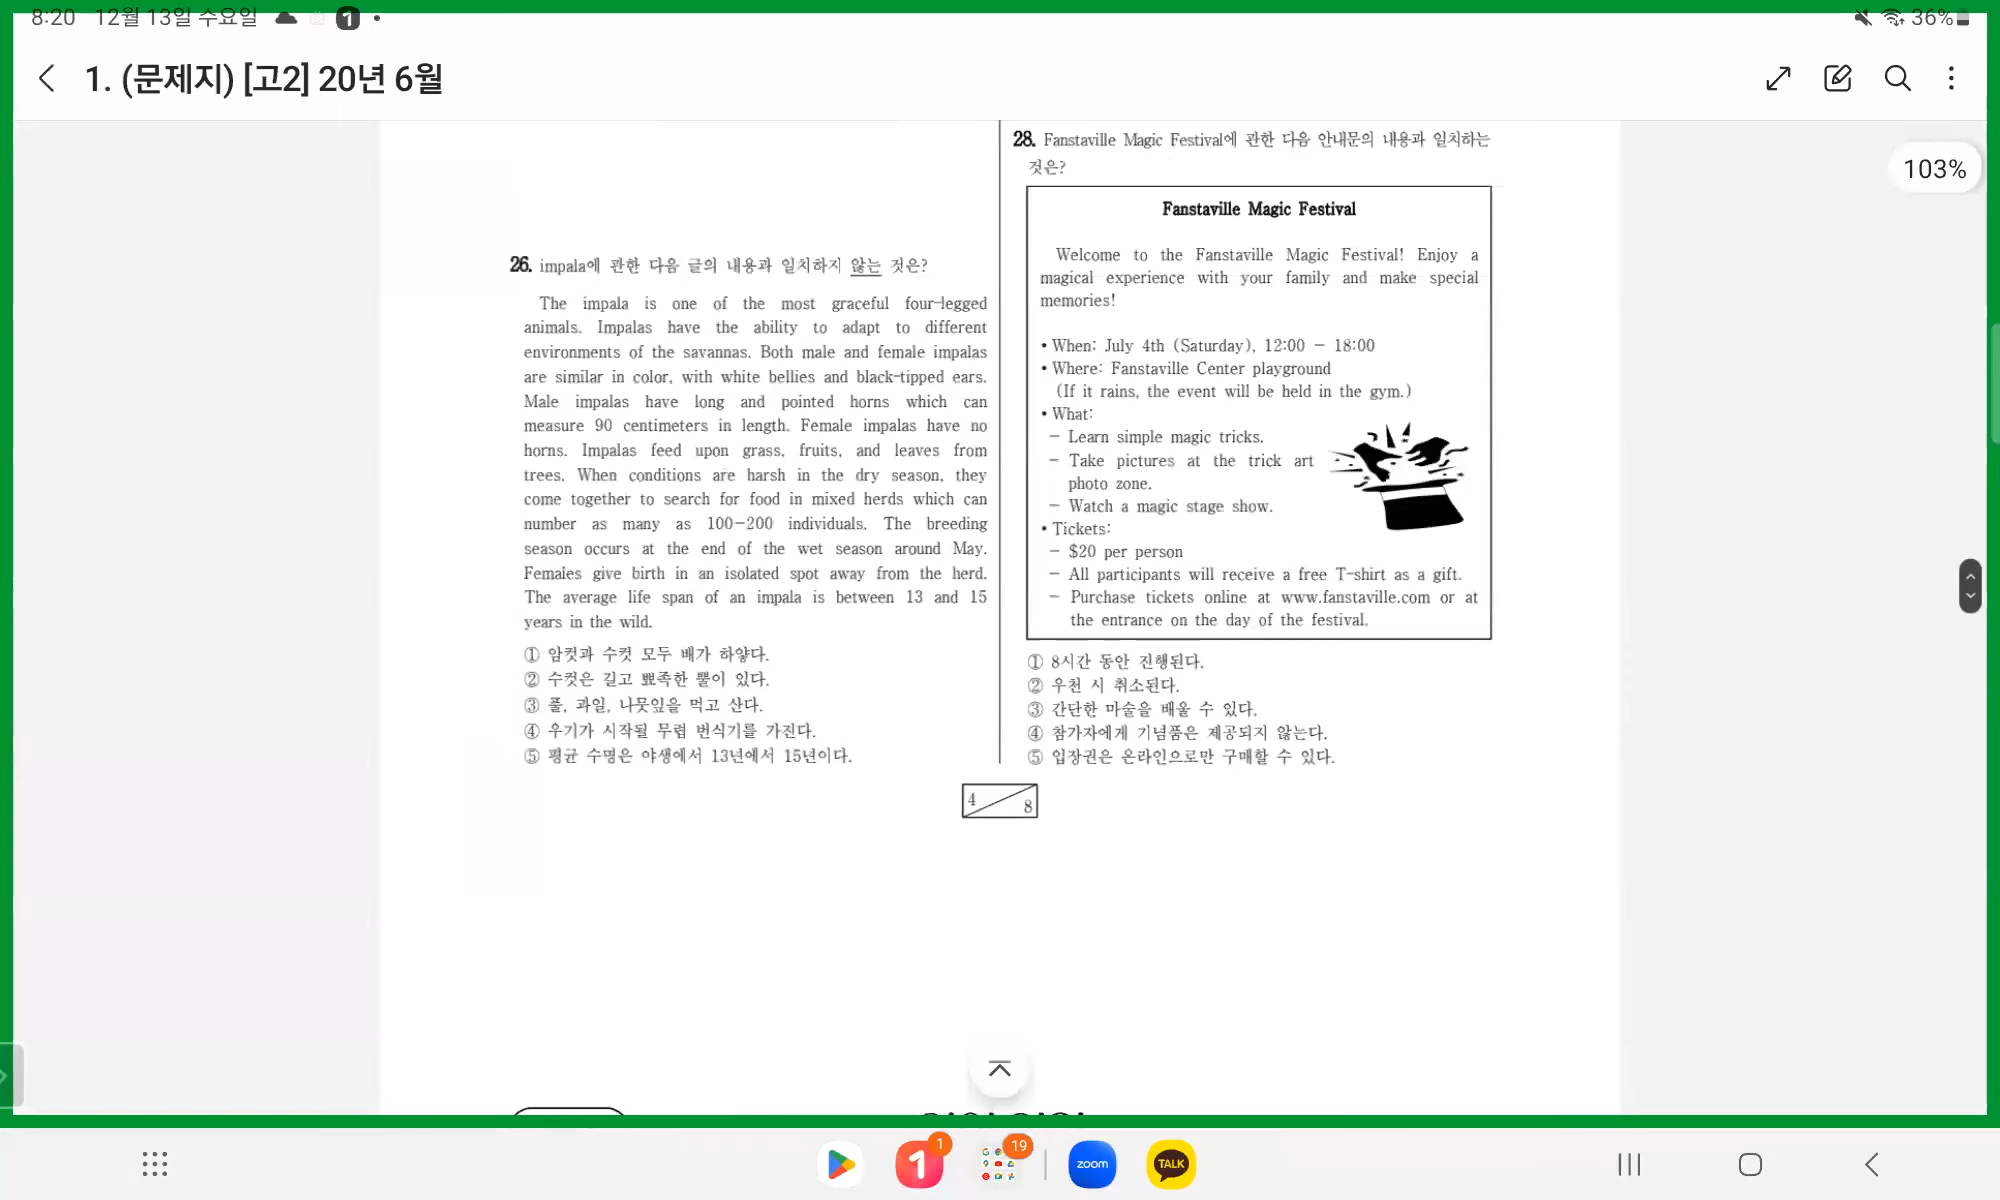 8:20 12월 13일 수요일
36%
1. (문제지) [고2] 20년 6월
103%
26. impala에 관한 다음 글의 내용과 일치하지 않는 것은?
The impala is one of the most graceful four-legged
animals. Impalas have the ability to adapt to different
environments of the savannas. Both male and female impalas
are similar in color, with white bellies and black-tipped ears.
Male impalas have long and pointed horns which can
measure 90 centimeters in length. Female impalas have no
horns. Impalas feed upon grass, fruits, and leaves from
trees. When conditions are harsh in the dry season, they
come together to search for food in mixed herds which can
number as many as 100-200 individuals. The breeding
season occurs at the end of the wet season around May.
Females give birth in an isolated spot away from the herd.
The average life span of an impala is between 13 and 15
years in the wild.
① 암컷과 수컷 모두 배가 하얗다.
② 수컷은 길고 뾰족한 뿔이 있다.
③ 풀, 과일, 나뭇잎을 먹고 산다.
④ 우기가 시작될 무렵 번식기를 가진다.
⑤ 평균 수명은 야생에서 13년에서 15년이다.
28. Fanstaville Magic Festival에 관한 다음 안내문의 내용과 일치하는
것은?
Fanstaville Magic Festival
Welcome to the Fanstaville Magic Festival! Enjoy a
magical experience with your family and make special
memories!
• When: July 4th (Saturday), 12:00 - 18:00
• Where: Fanstaville Center playground
(If it rains, the event will be held in the gym.)
• What:
- Learn simple magic tricks.
- Take pictures at the trick art
photo zone.
- Watch a magic stage show.
• Tickets:
- $20 per person
- All participants will receive a free T-shirt as a gift.
- Purchase tickets online at www.fanstaville.com or at
the entrance on the day of the festival.
① 8시간 동안 진행된다.
② 우천 시 취소된다.
③ 간단한 마술을 배울 수 있다.
④ 참가자에게 기념품은 제공되지 않는다.
⑤ 입장권은 온라인으로만 구매할 수 있다.
4 8
1 19
zoom
TALK